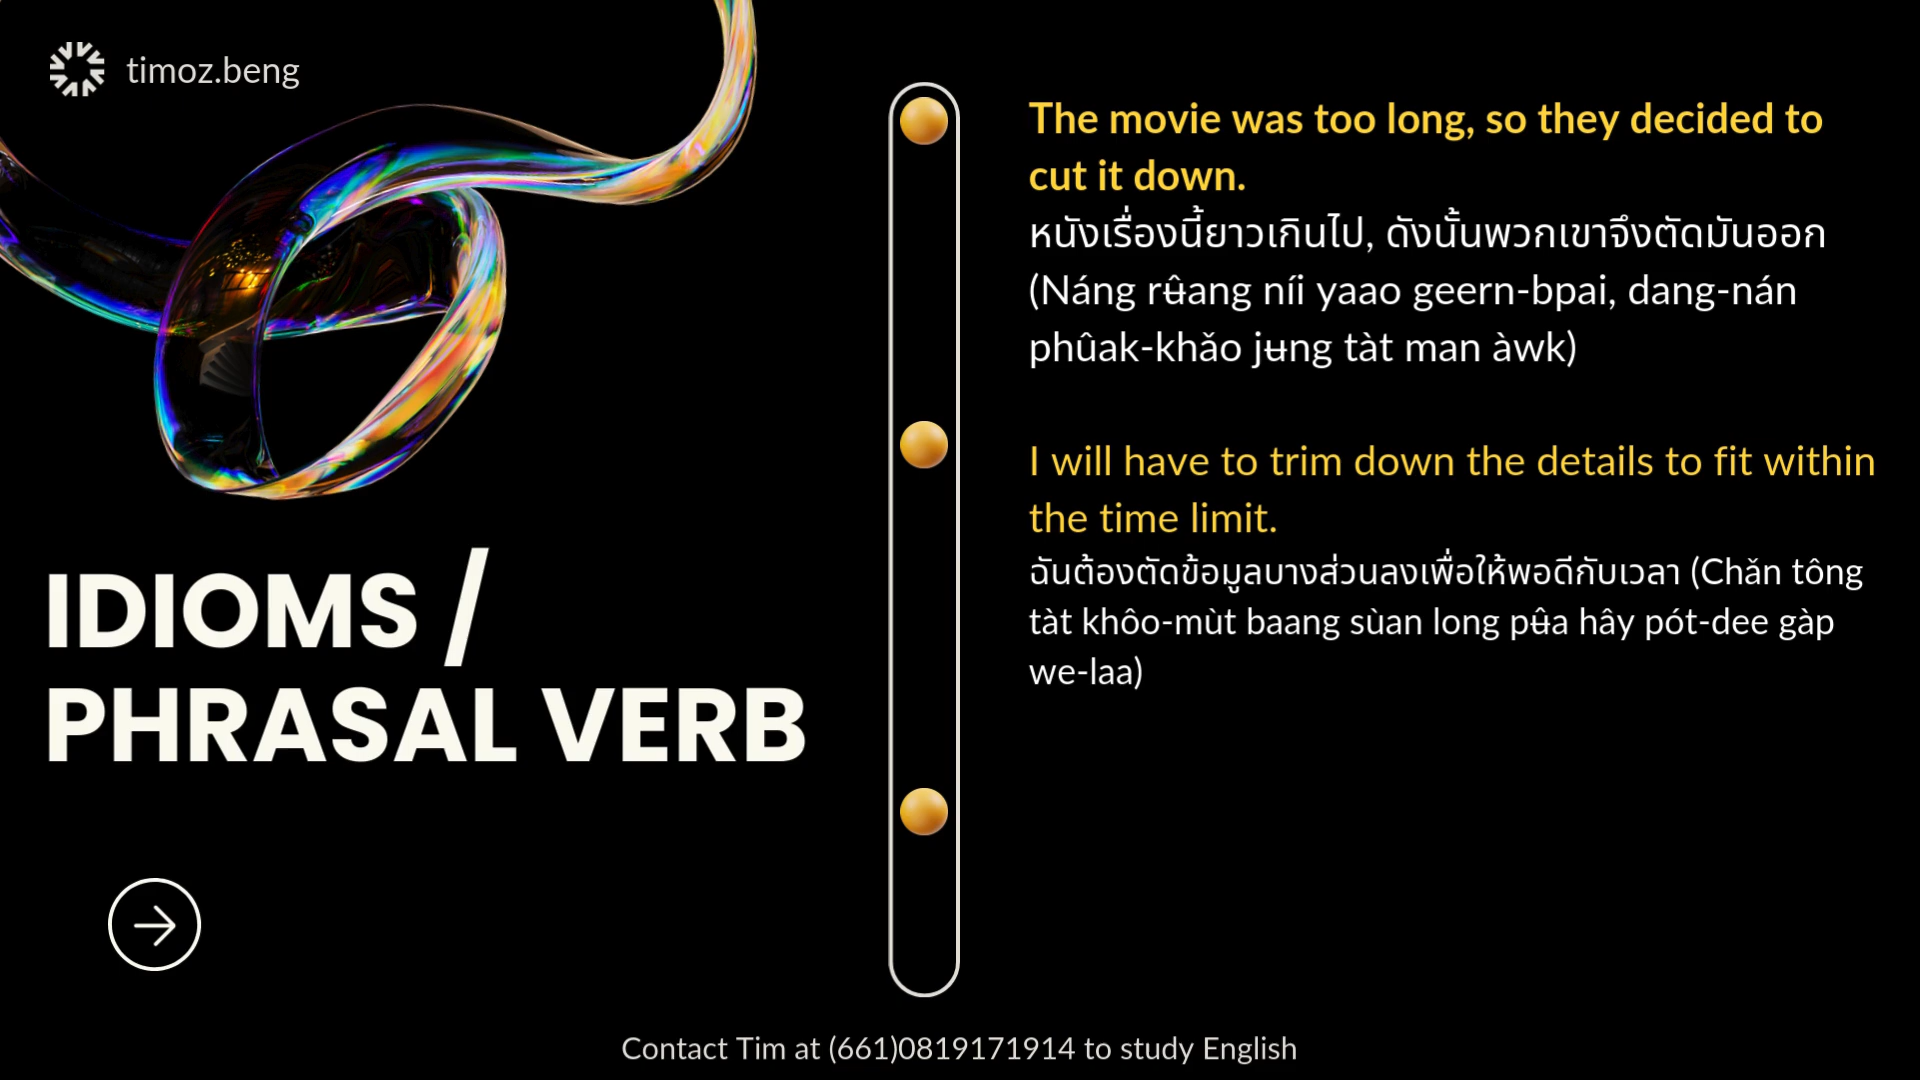 timoz.beng
IDIOMS /
PHRASAL VERB
The movie was too long, so they decided to
cut it down.
หนังเรื่องนี้ยาวเกินไป, ดังนั้นพวกเขาจึงตัดมันออก
(Náng rʉ̂ang níi yaao geern-bpai, dang-nán
phûak-khǎo jʉng tàt man àwk)
I will have to trim down the details to fit within
the time limit.
ฉันต้องตัดข้อมูลบางส่วนลงเพื่อให้พอดีกับเวลา (Chǎn tông
tàt khôo-mùt baang sùan long pʉ̂a hây pót-dee gàp
we-laa)
Contact Tim at (661)0819171914 to study English